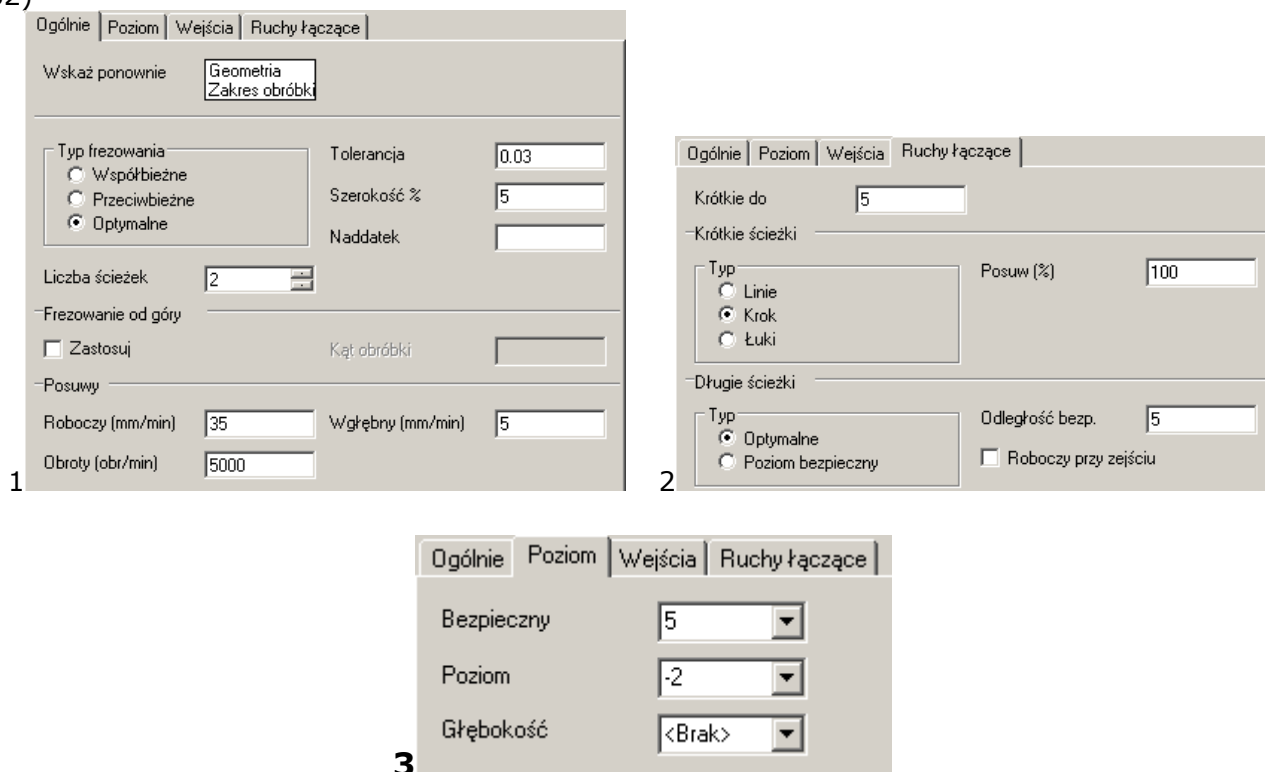 32)
Ogólnie Poziom Wejścia Ruchy łączące
Wskaż ponownie
Geometria
Zakres obróbki
Typ frezowania
Współbieżne
Przeciwbieżne
Optymalne
Tolerancja 0.03
Szerokość % 5
Naddatek
Liczba ścieżek 2
Frezowanie od góry
Zastosuj Kąt obróbki
Posuwy
Roboczy (mm/min) 35 Wgłębny (mm/min) 5
Obroty (obr/min) 5000
1
Ogólnie Poziom Wejścia Ruchy łączące
Krótkie do 5
Krótkie ścieżki
Typ
Linie
Krok
Łuki
Posuw (%) 100
Długie ścieżki
Typ
Optymalne
Poziom bezpieczny
Odległość bezp. 5
Roboczy przy zejściu
2
Ogólnie Poziom Wejścia Ruchy łączące
Bezpieczny 5
Poziom -2
Głębokość <Brak>
3